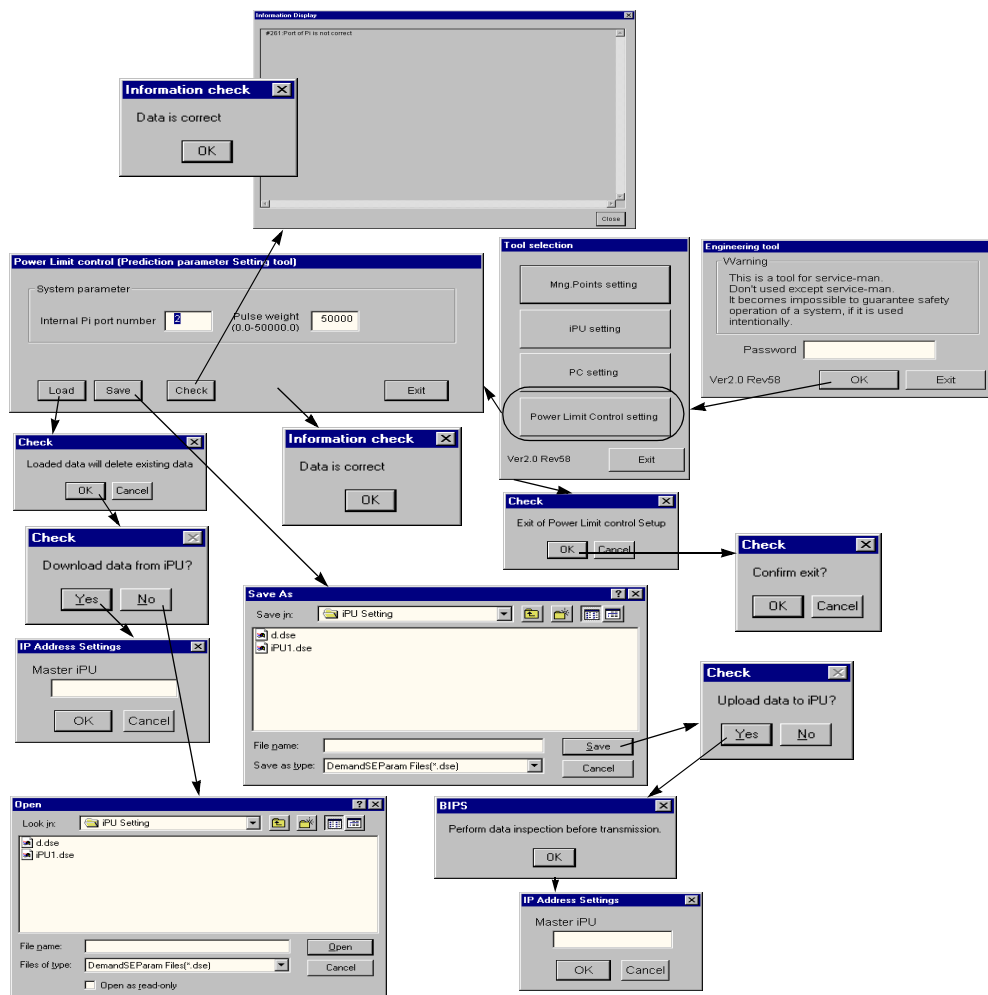 Information Display
#261:Port of Pi is not correct
Close
Information check
Data is correct
OK
Power Limit control (Prediction parameter Setting tool)
System parameter
Internal Pi port number
2
Pulse weight
(0.0-50000.0)
50000
Load
Save
Check
Exit
Tool selection
Mng.Points setting
iPU setting
PC setting
Power Limit Control setting
Ver2.0 Rev58
Exit
Engineering tool
Warning
This is a tool for service-man.
Don't used except service-man.
It becomes impossible to guarantee safety
operation of a system, if it is used
intentionally.
Password
Ver2.0 Rev58
OK
Exit
Check
Loaded data will delete existing data
OK
Cancel
Information check
Data is correct
OK
Check
Exit of Power Limit control Setup
OK
Cancel
Check
Confirm exit?
OK
Cancel
Check
Download data from iPU?
Yes
No
IP Address Settings
Master iPU
OK
Cancel
Save As
Save in:
iPU Setting
d.dse
iPU1.dse
File name:
Save
Save as type:
DemandSEParam Files(*.dse)
Cancel
Check
Upload data to iPU?
Yes
No
Open
Look in:
iPU Setting
d.dse
iPU1.dse
File name:
Open
Files of type:
DemandSEParam Files(*.dse)
Cancel
Open as read-only
BIPS
Perform data inspection before transmission.
OK
IP Address Settings
Master iPU
OK
Cancel